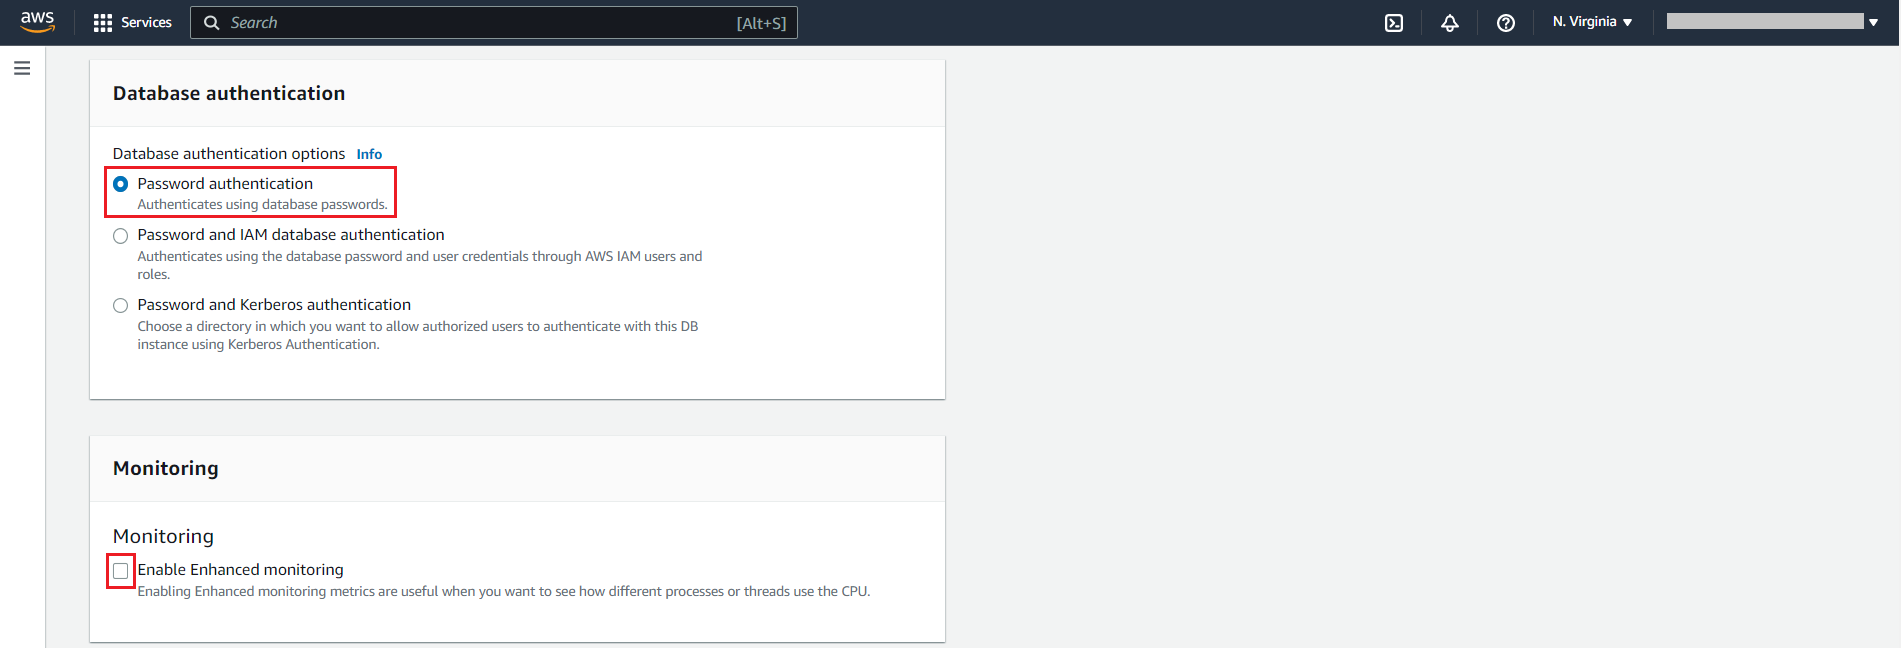 aws Services Search [Alt+S] N. Virginia
Database authentication
Database authentication options Info
Password authentication
Authenticates using database passwords.
Password and IAM database authentication
Authenticates using the database password and user credentials through AWS IAM users and
roles.
Password and Kerberos authentication
Choose a directory in which you want to allow authorized users to authenticate with this DB
instance using Kerberos Authentication.
Monitoring
Monitoring
Enable Enhanced monitoring
Enabling Enhanced monitoring metrics are useful when you want to see how different processes or threads use the CPU.